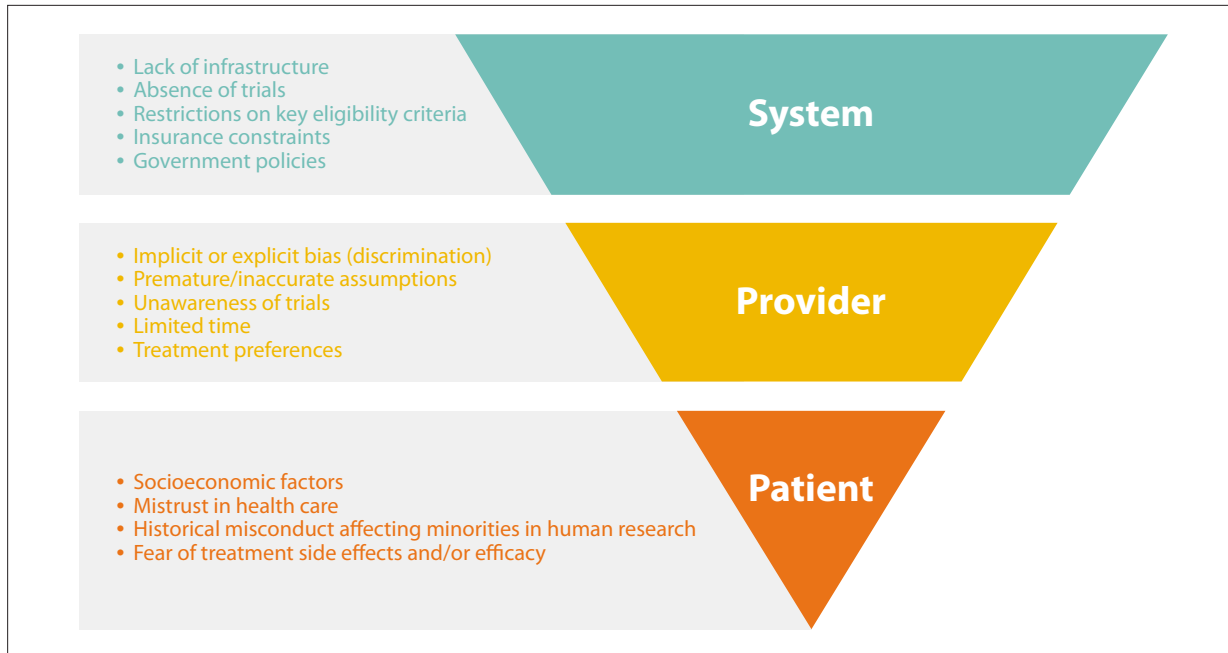 • Lack of infrastructure
• Absence of trials
• Restrictions on key eligibility criteria
• Insurance constraints
• Government policies
System
• Implicit or explicit bias (discrimination)
• Premature/inaccurate assumptions
• Unawareness of trials
• Limited time
• Treatment preferences
Provider
• Socioeconomic factors
• Mistrust in health care
• Historical misconduct affecting minorities in human research
• Fear of treatment side effects and/or efficacy
Patient